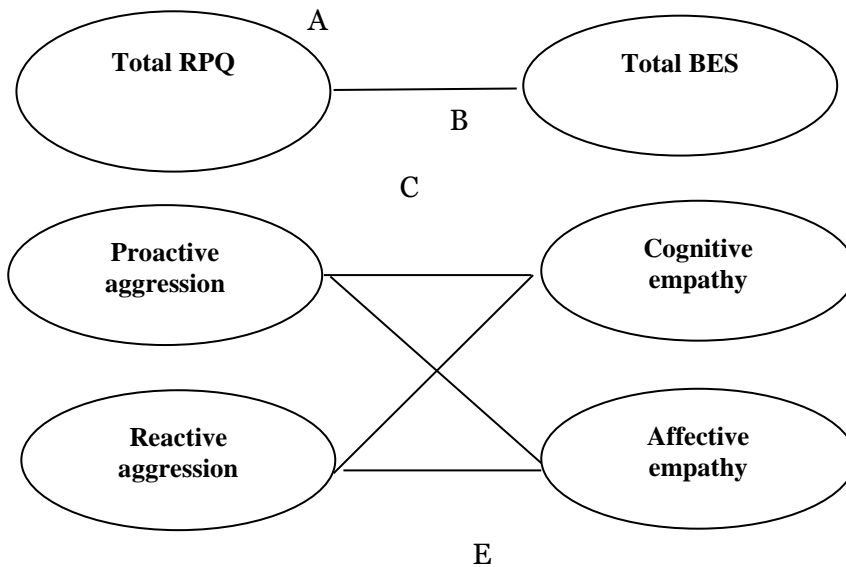 A
Total RPQ
Total BES
B
C
Proactive
aggression
Cognitive
empathy
Reactive
aggression
Affective
empathy
E